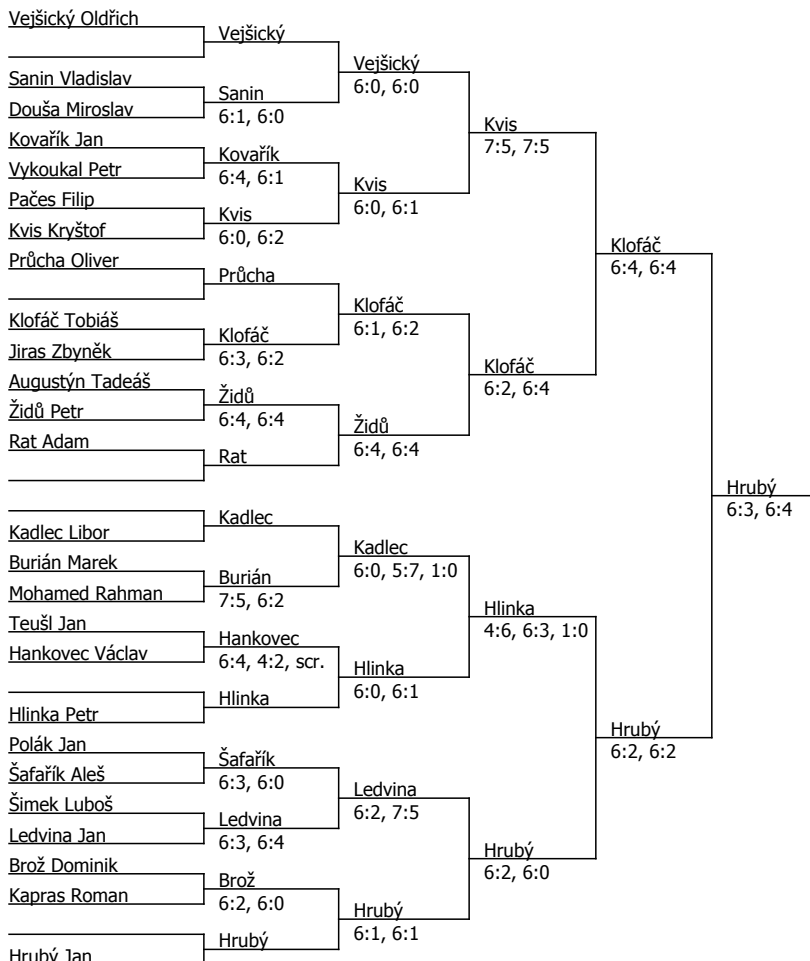 Vejšický Oldřich
Vejšický
Vejšický
6:0, 6:0
Sanin Vladislav
Sanin
6:1, 6:0
Douša Miroslav
Kvis
7:5, 7:5
Kovařík Jan
Kovařík
6:4, 6:1
Vykoukal Petr
Kvis
6:0, 6:1
Pačes Filip
Kvis
6:0, 6:2
Kvis Kryštof
Klofáč
6:4, 6:4
Průcha Oliver
Průcha
Klofáč
6:1, 6:2
Klofáč Tobiáš
Klofáč
6:3, 6:2
Jiras Zbyněk
Klofáč
6:2, 6:4
Augustýn Tadeáš
Židů
6:4, 6:4
Židů Petr
Židů
6:4, 6:4
Rat Adam
Rat
Hrubý
6:3, 6:4
Kadlec
Kadlec Libor
Kadlec
6:0, 5:7, 1:0
Burián Marek
Burián
7:5, 6:2
Mohamed Rahman
Hlinka
4:6, 6:3, 1:0
Teušl Jan
Hankovec
6:4, 4:2, scr.
Hankovec Václav
Hlinka
6:0, 6:1
Hlinka
Hlinka Petr
Hrubý
6:2, 6:2
Polák Jan
Šafařík
6:3, 6:0
Šafařík Aleš
Ledvina
6:2, 7:5
Šimek Luboš
Ledvina
6:3, 6:4
Ledvina Jan
Hrubý
6:2, 6:0
Brož Dominik
Brož
6:2, 6:0
Kapras Roman
Hrubý
6:1, 6:1
Hrubý
Hrubý Jan